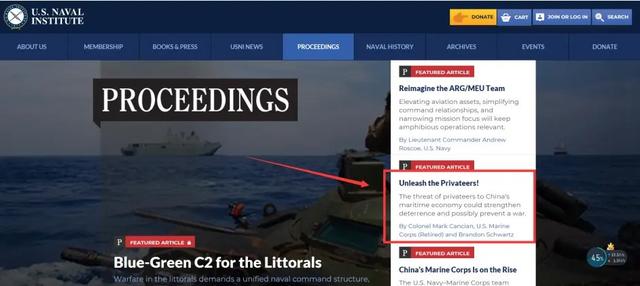 U.S. NAVAL
INSTITUTE
DONATE
CART
JOIN OR LOG IN
SEARCH
ABOUT US
MEMBERSHIP
BOOKS & PRESS
USNI NEWS
PROCEEDINGS
NAVAL HISTORY
ARCHIVES
EVENTS
DONATE
PROCEEDINGS
P FEATURED ARTICLE
Blue-Green C2 for the Littorals
Warfare in the littorals demands a unified naval command structure,
P FEATURED ARTICLE
Reimagine the ARG/MEU Team
Elevating aviation assets, simplifying
command relationships, and
narrowing mission focus will keep
amphibious operations relevant.
By Lieutenant Commander Andrew
Roscoe, U.S. Navy
P FEATURED ARTICLE
Unleash the Privateers!
The threat of privateers to China's
maritime economy could strengthen
deterrence and possibly prevent a war.
By Colonel Mark Cancian, U.S. Marine
Corps (Retired) and Brandon Schwartz
P FEATURED ARTICLE
China's Marine Corps Is on the Rise
The U.S. Navy–Marine Corps team